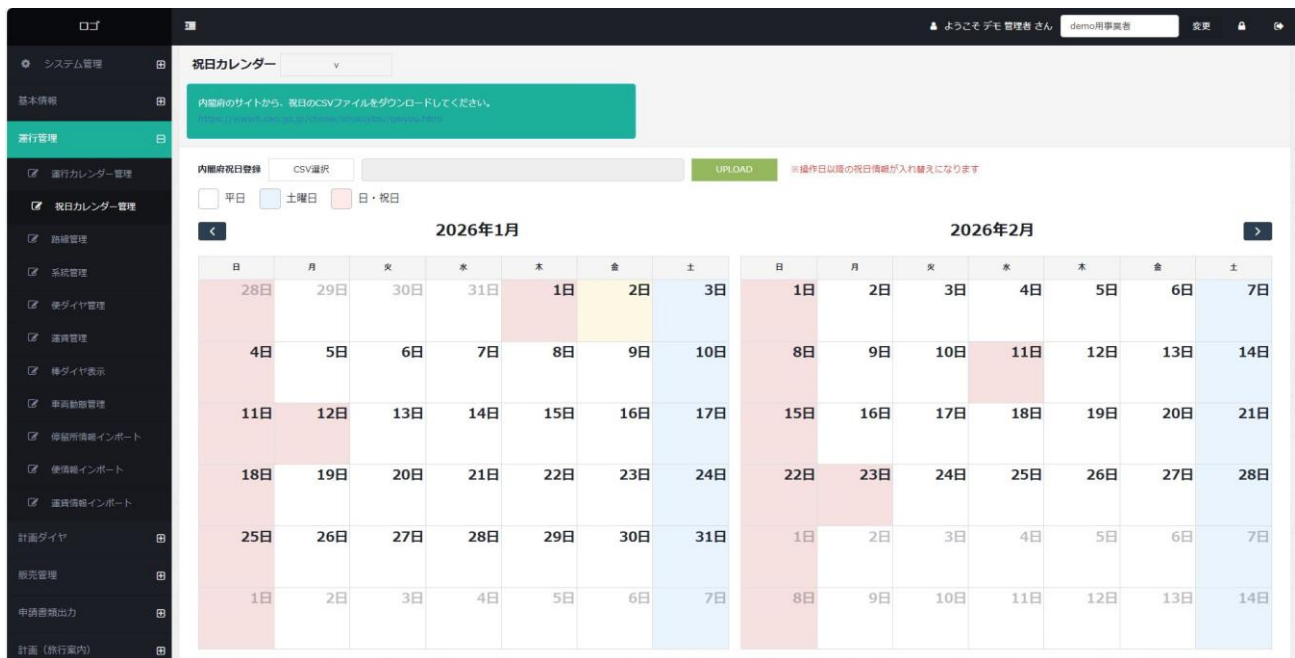 ロゴ
ようこそ デモ 管理者 さん demo用事業者 変更
システム管理
基本情報
運行管理
運行カレンダー管理
祝日カレンダー管理
路線管理
系統管理
便ダイヤ管理
運賃管理
棒ダイヤ表示
車両動態管理
停留所情報インポート
便情報インポート
運賃情報インポート
計画ダイヤ
販売管理
申請書類出力
計画（旅行案内）
祝日カレンダー v
内閣府のサイトから、祝日のCSVファイルをダウンロードしてください。
内閣府祝日登録 CSV選択 UPLOAD ※操作日以降の祝日情報が入れ替えになります
平日 土曜日 日・祝日
< 2026年1月
日 月 火 水 木 金 土
28日 29日 30日 31日 1日 2日 3日
4日 5日 6日 7日 8日 9日 10日
11日 12日 13日 14日 15日 16日 17日
18日 19日 20日 21日 22日 23日 24日
25日 26日 27日 28日 29日 30日 31日
1日 2日 3日 4日 5日 6日 7日
2026年2月 >
日 月 火 水 木 金 土
1日 2日 3日 4日 5日 6日 7日
8日 9日 10日 11日 12日 13日 14日
15日 16日 17日 18日 19日 20日 21日
22日 23日 24日 25日 26日 27日 28日
1日 2日 3日 4日 5日 6日 7日
8日 9日 10日 11日 12日 13日 14日